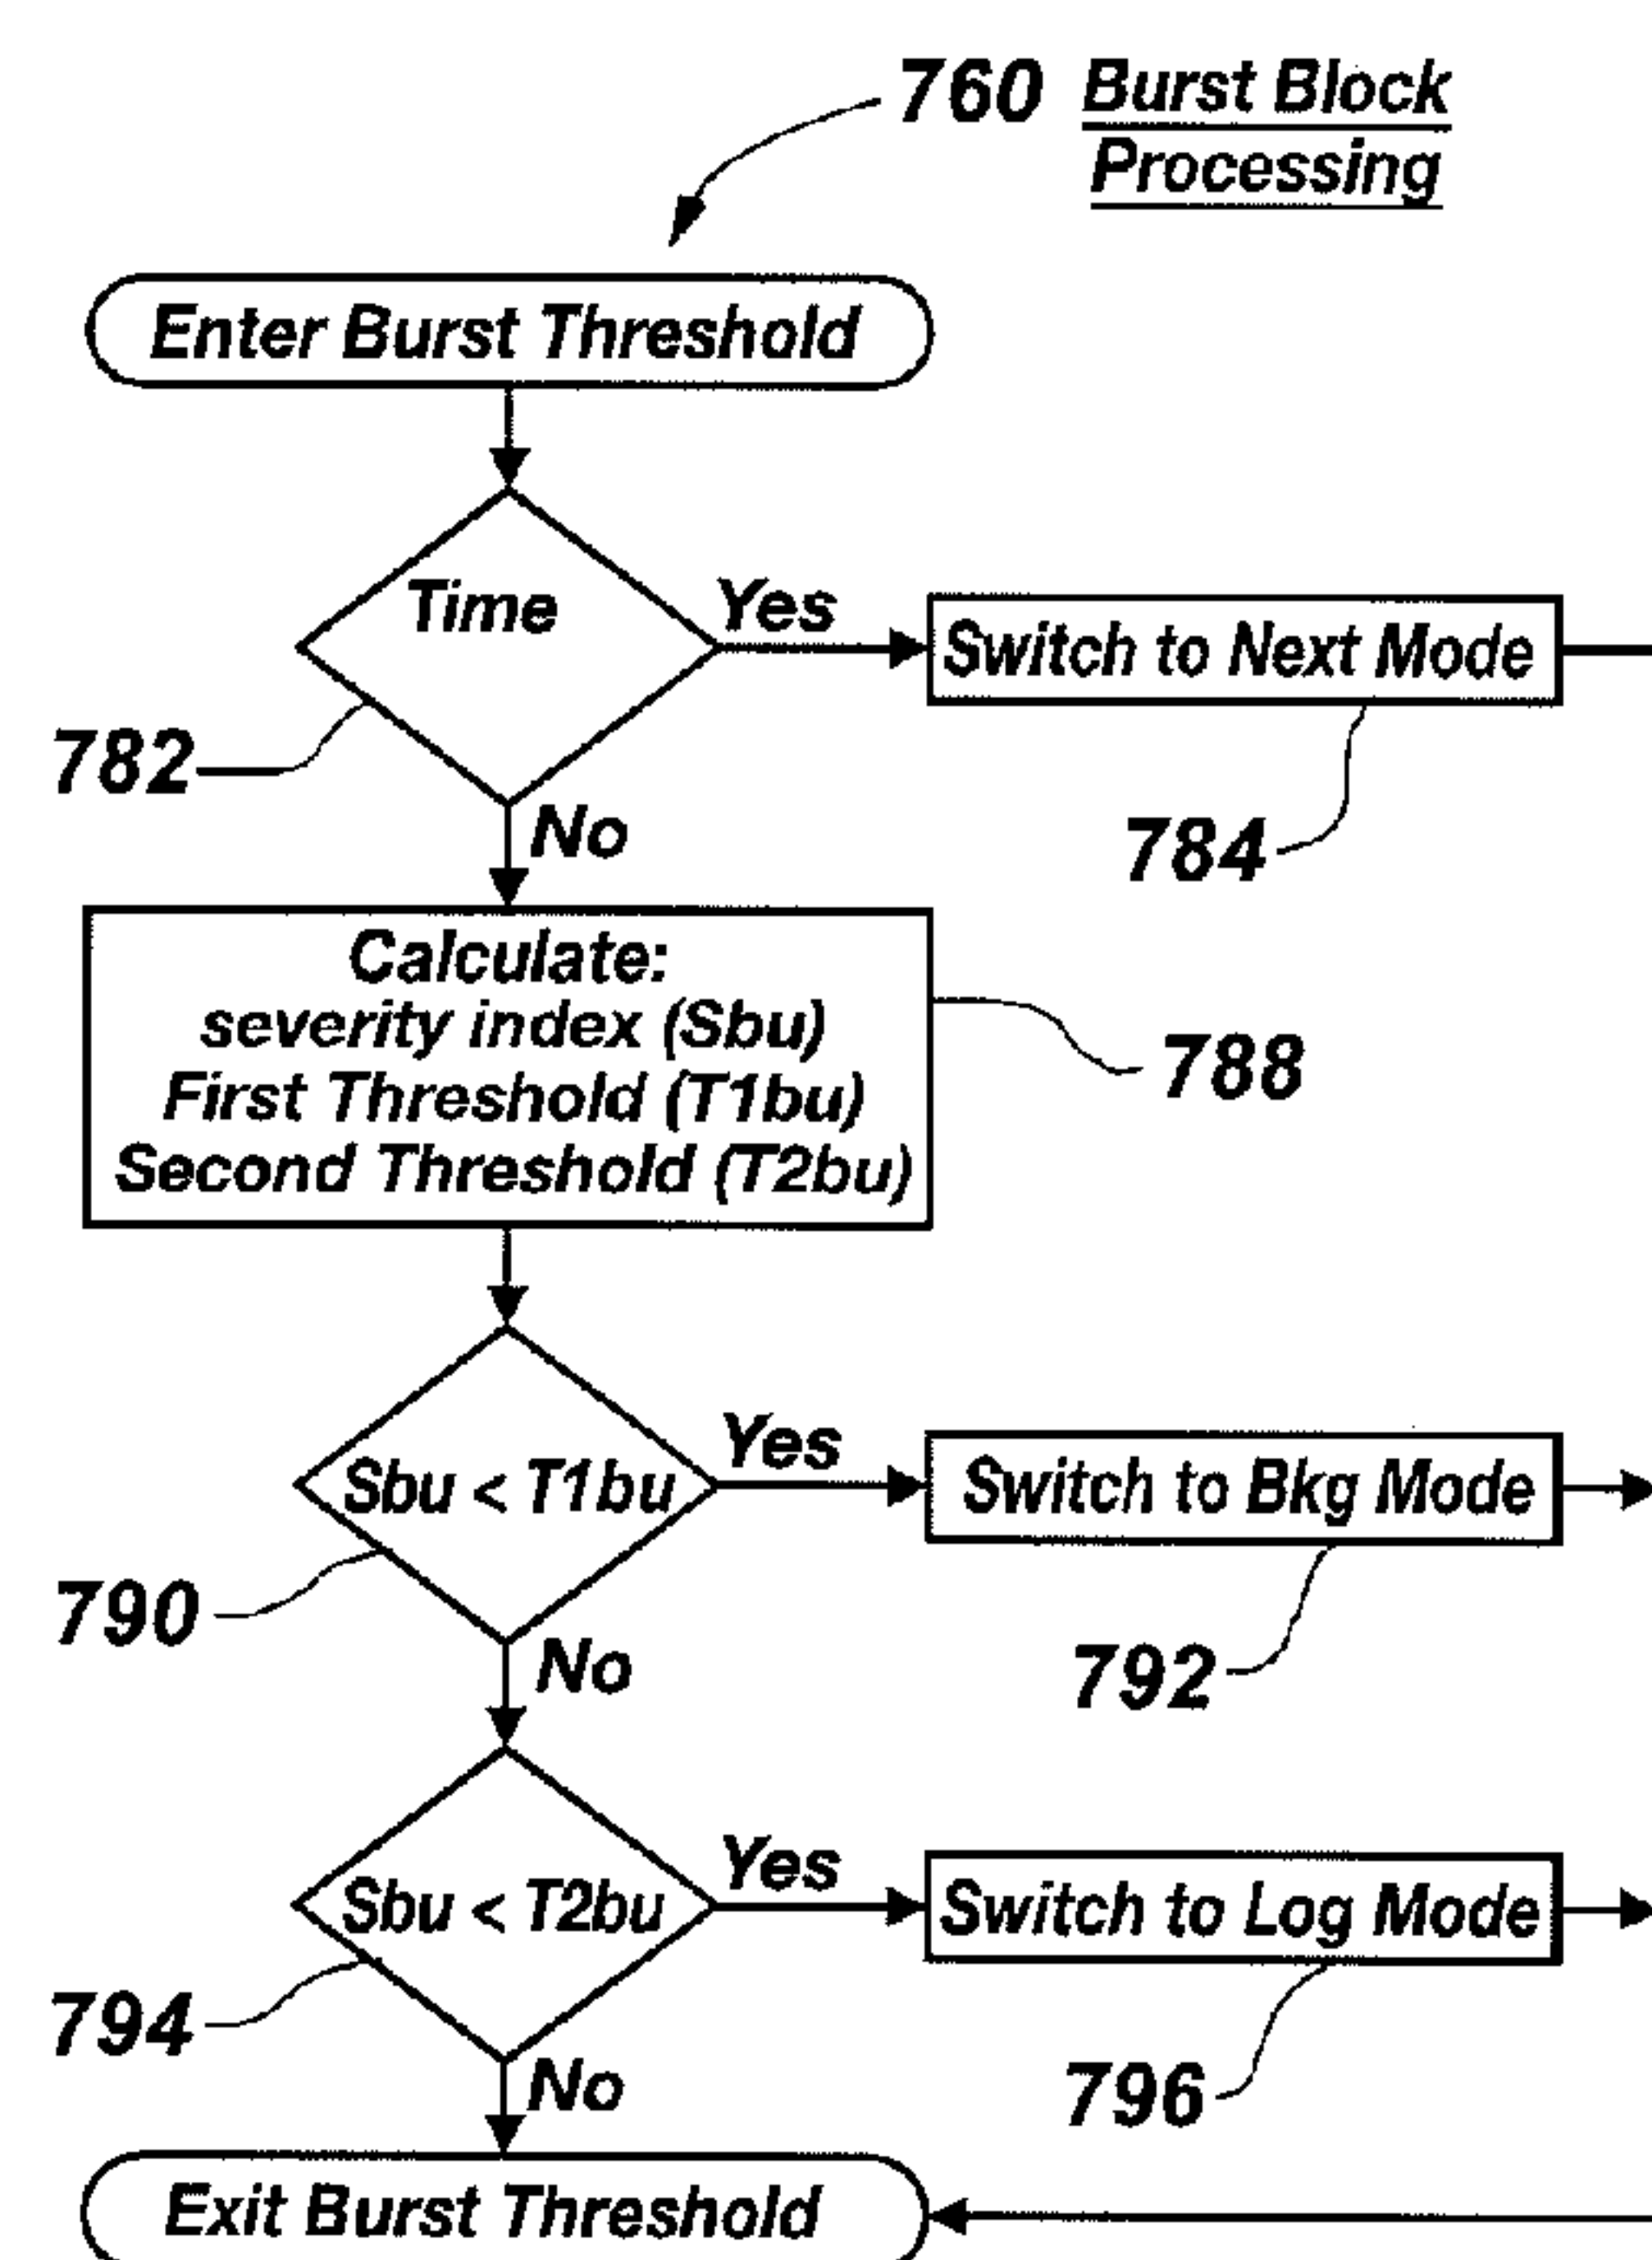 760 Burst Block
Processing
Enter Burst Threshold
Time
Yes
Switch to Next Mode
782
784
No
Calculate:
severity index (Sbu)
First Threshold (T1bu)
Second Threshold (T2bu)
788
Sbu < T1bu
Yes
Switch to Bkg Mode
790
792
No
Sbu < T2bu
Yes
Switch to Log Mode
794
796
No
Exit Burst Threshold